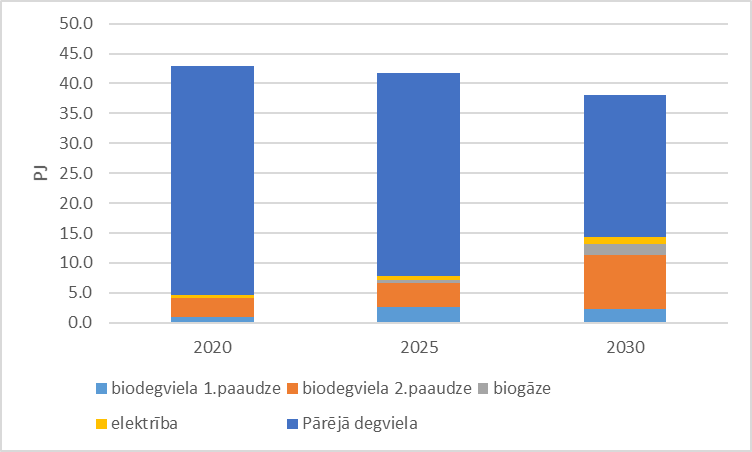 50.0
45.0
40.0
35.0
30.0
25.0
20.0
15.0
10.0
5.0
0.0
PJ
2020 2025 2030
biodegviela 1.paaudze biodegviela 2.paaudze biogāze
elektrība Pārējā degviela